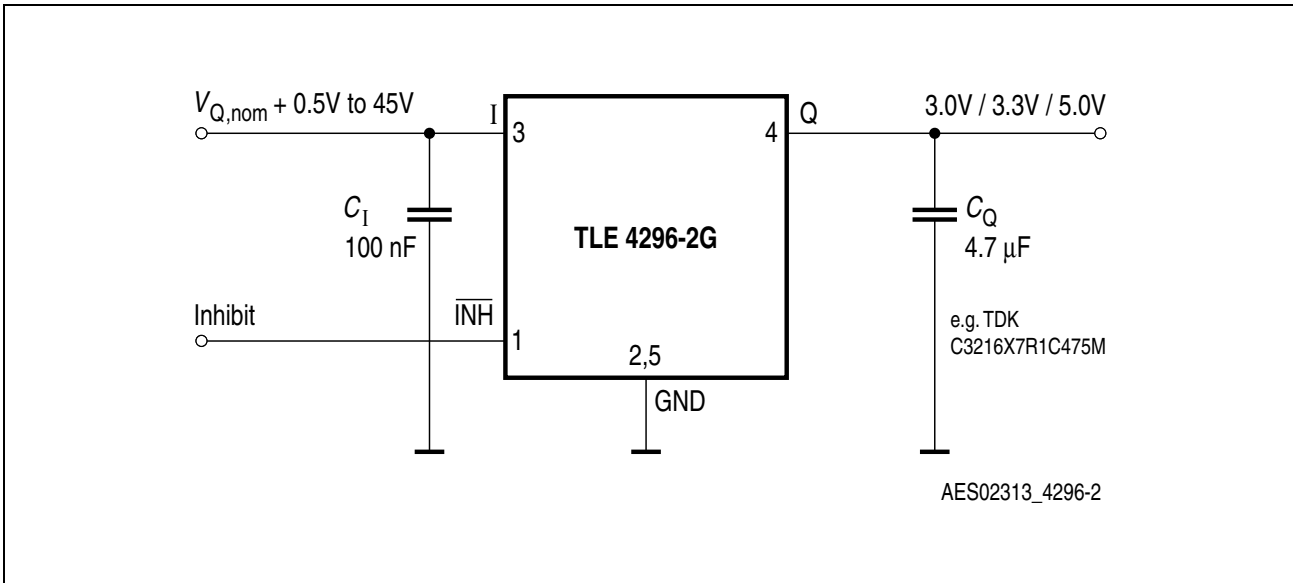 V_Q,nom + 0.5V to 45V
I
Q
3.0V / 3.3V / 5.0V
3
4
C_I
100 nF
TLE 4296-2G
C_Q
4.7 μF
Inhibit
I̅N̅H̅
1
2,5
e.g. TDK
C3216X7R1C475M
GND
AES02313_4296-2